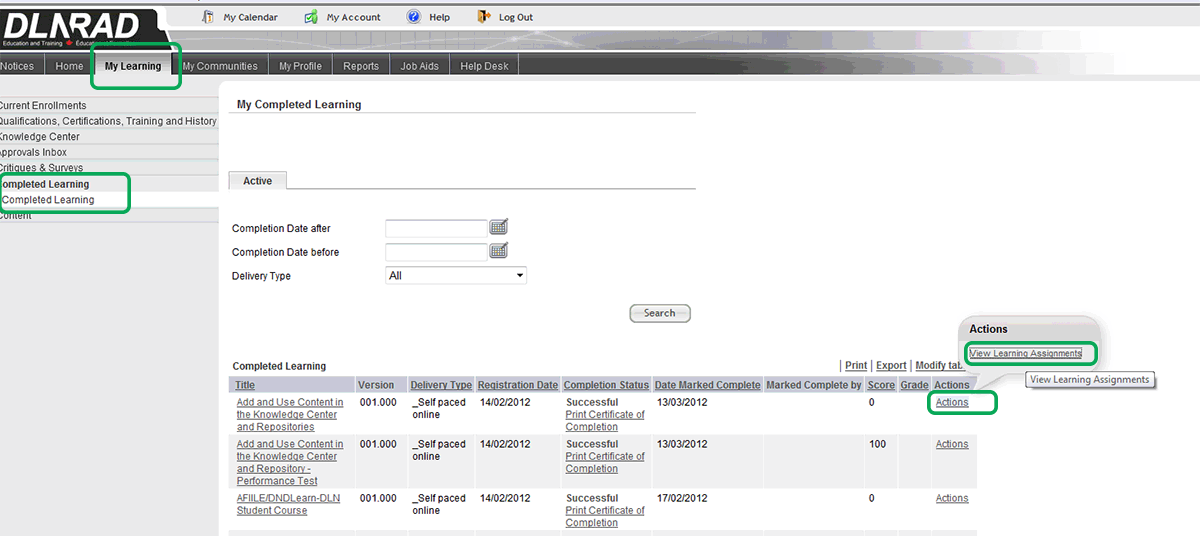 My Calendar My Account Help Log Out
DLNRAD
Education and Training
Notices Home My Learning My Communities My Profile Reports Job Aids Help Desk
Current Enrollments
Qualifications, Certifications, Training and History
Knowledge Center
Approvals Inbox
Critiques & Surveys
ompleted Learning
Completed Learning
Content
My Completed Learning
Active
Completion Date after
Completion Date before
Delivery Type All
Search
Actions
View Learning Assignments
View Learning Assignments
Completed Learning
Print Export Modify tab
Title Version Delivery Type Registration Date Completion Status Date Marked Complete Marked Complete by Score Grade Actions
Add and Use Content in 001.000 _Self paced 14/02/2012 Successful 13/03/2012 0 Actions
the Knowledge Center online Print Certificate of
and Repositories Completion
Add and Use Content in 001.000 _Self paced 14/02/2012 Successful 13/03/2012 100 Actions
the Knowledge Center online Print Certificate of
and Repository - Completion
Performance Test
AFIILE/DNDLearn-DLN 001.000 _Self paced 14/02/2012 Successful 17/02/2012 0 Actions
Student Course online Print Certificate of
Completion